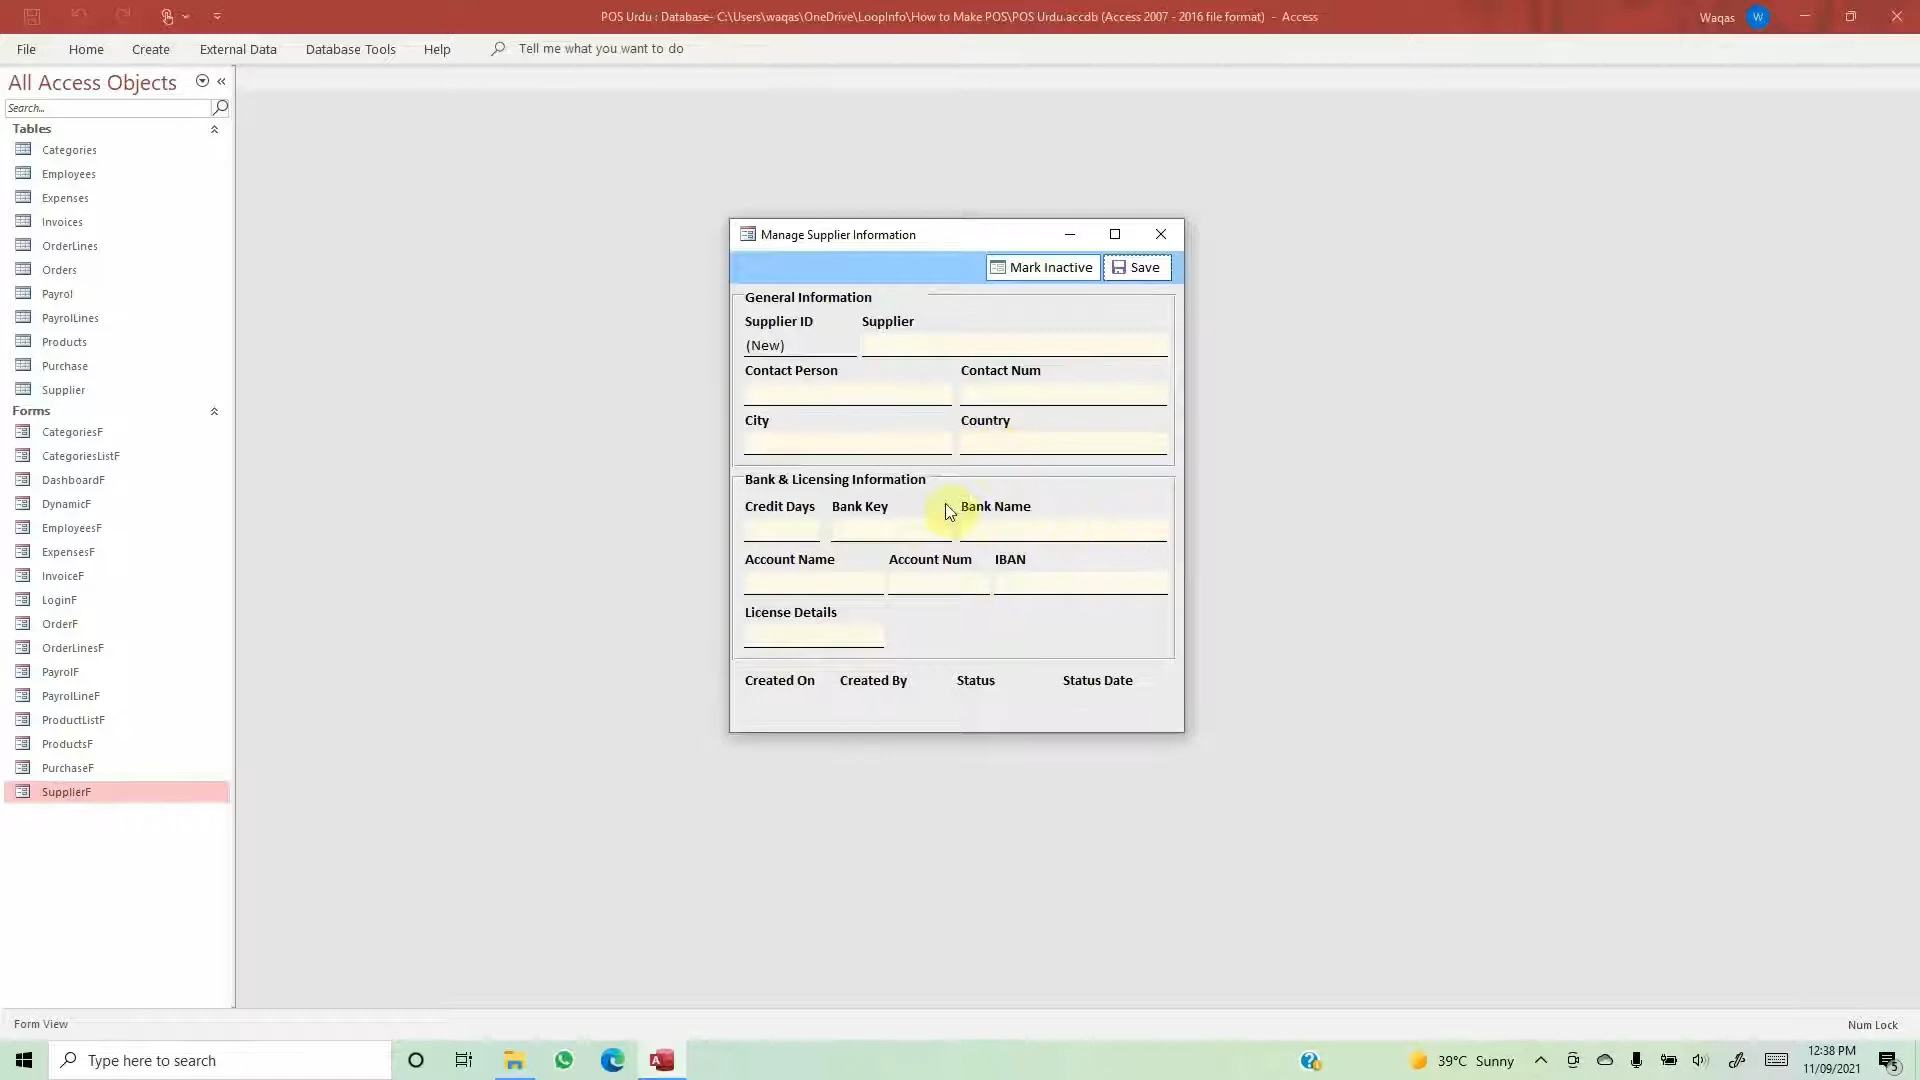 POS Urdu : Database- C:\Users\waqas\OneDrive\LoopInfo\How to Make POS\POS Urdu.accdb (Access 2007 - 2016 file format) - Access
Waqas W
File Home Create External Data Database Tools Help Tell me what you want to do
All Access Objects
Search...
Tables
Categories
Employees
Expenses
Invoices
OrderLines
Orders
Payrol
PayrolLines
Products
Purchase
Supplier
Forms
CategoriesF
CategoriesListF
DashboardF
DynamicF
EmployeesF
ExpensesF
InvoiceF
LoginF
OrderF
OrderLinesF
PayrolF
PayrolLineF
ProductListF
ProductsF
PurchaseF
SupplierF
Manage Supplier Information
Mark Inactive Save
General Information
Supplier ID Supplier
(New)
Contact Person Contact Num
City Country
Bank & Licensing Information
Credit Days Bank Key Bank Name
Account Name Account Num IBAN
License Details
Created On Created By Status Status Date
Form View
Num Lock
Type here to search
39°C Sunny
12:38 PM
11/09/2021
5